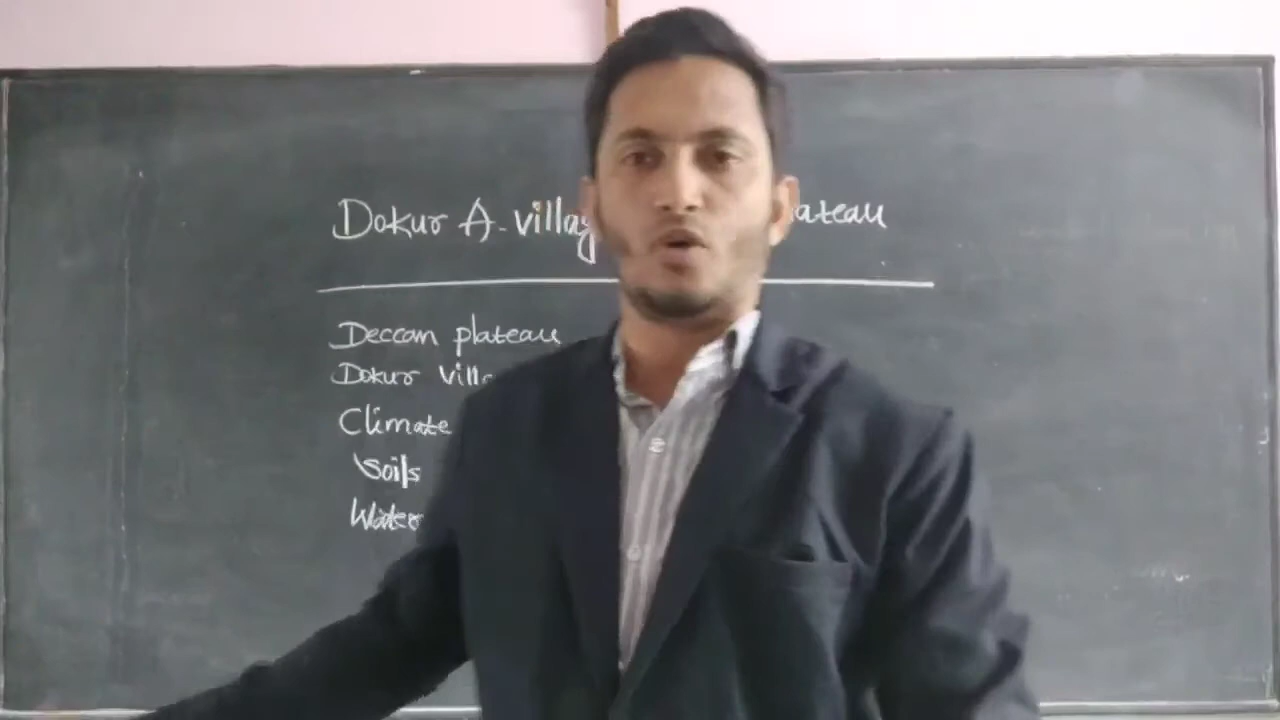 Dokur A. villag ateau
Deccan plateau
Dokur villa
Climate
Soils
Water